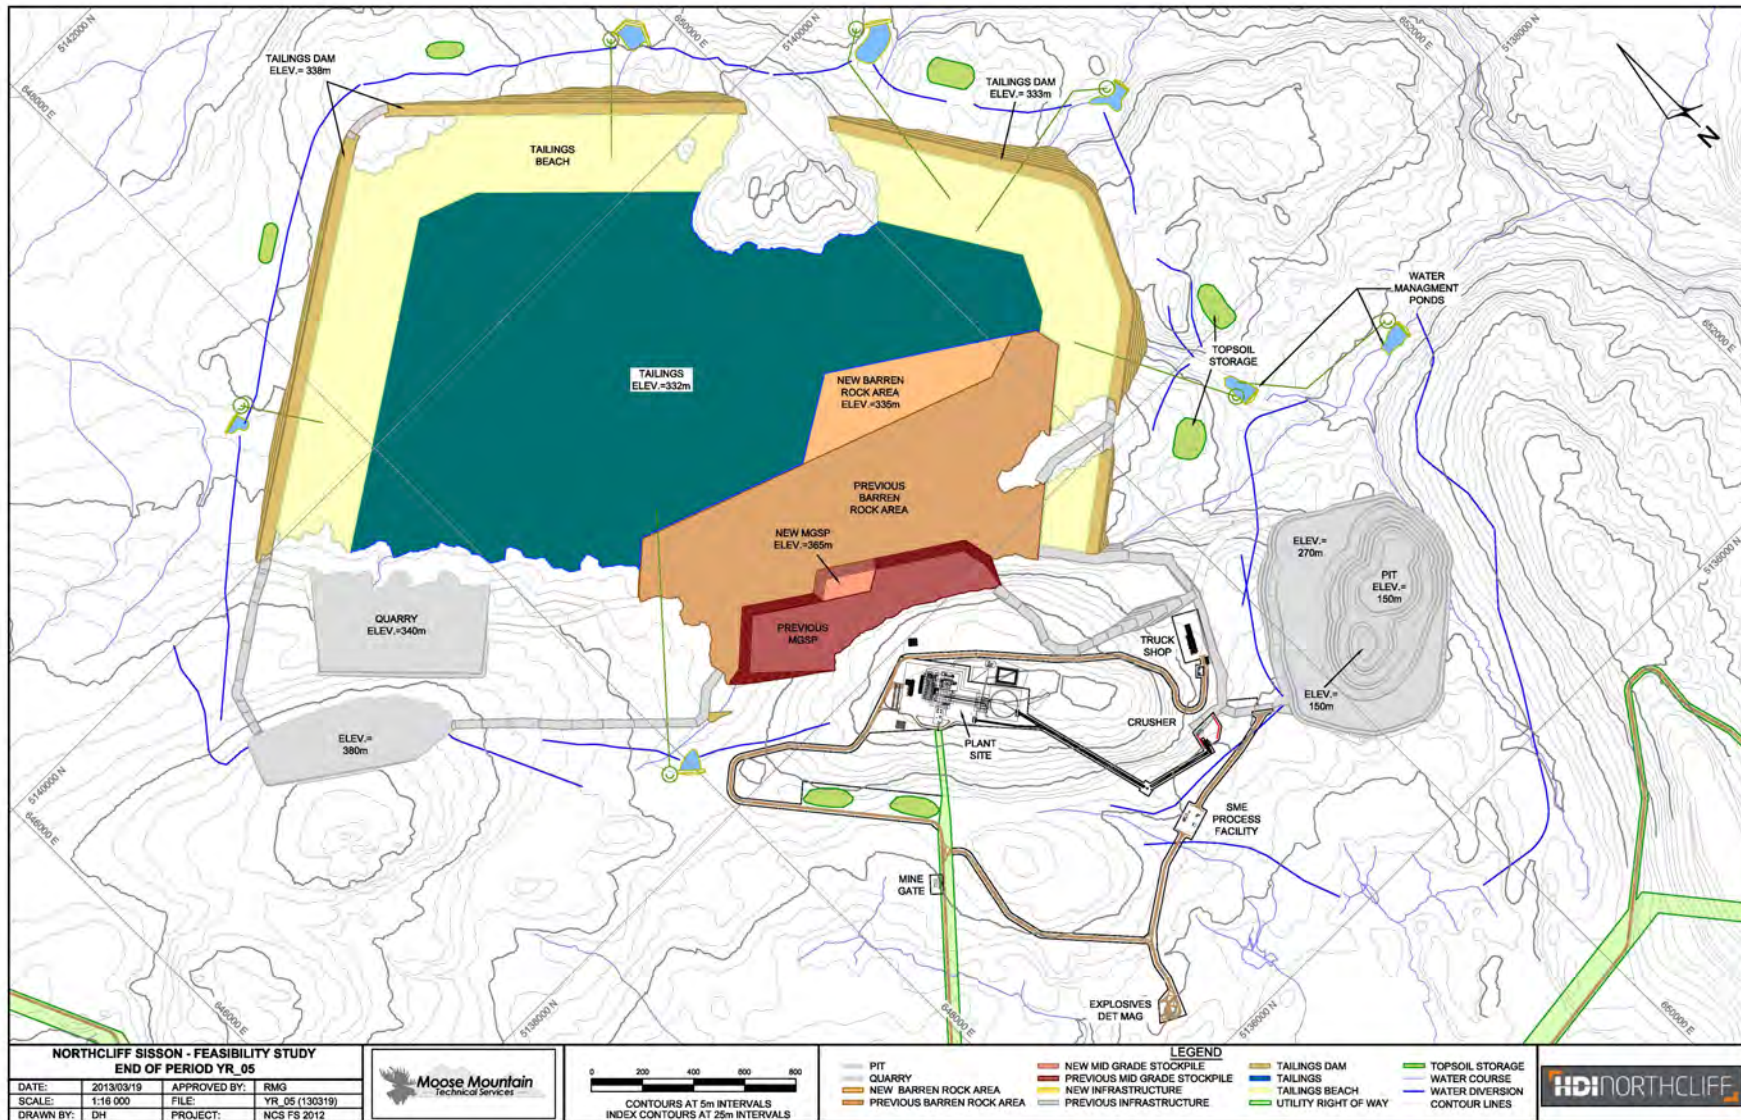 5142000 N
650000 E
5140000 N
652000 E
5138000 N
TAILINGS DAM
ELEV.= 338m
648000 E
TAILINGS DAM
ELEV.= 333m
N
TAILINGS
BEACH
WATER
MANAGMENT
PONDS
652000 E
TOPSOIL
STORAGE
TAILINGS
ELEV.=332m
NEW BARREN
ROCK AREA
ELEV.=335m
PREVIOUS
BARREN
ROCK AREA
NEW MGSP
ELEV.=365m
ELEV.=
270m
PIT
ELEV.=
150m
5136000 N
QUARRY
ELEV.=340m
PREVIOUS
MGSP
TRUCK
SHOP
ELEV.=
150m
CRUSHER
ELEV.=
380m
PLANT
SITE
5140000 N
646000 E
SME
PROCESS
FACILITY
MINE
GATE
EXPLOSIVES
DET MAG
646000 E
5138000 N
648000 E
5136000 N
650000 E
NORTHCLIFF SISSON - FEASIBILITY STUDY
END OF PERIOD YR_05
DATE: 2013/03/19 APPROVED BY: RMG
SCALE: 1:16 000 FILE: YR_05 (130319)
DRAWN BY: DH PROJECT: NCS FS 2012
Moose Mountain
Technical Services
0 200 400 600 800
CONTOURS AT 5m INTERVALS
INDEX CONTOURS AT 25m INTERVALS
LEGEND
PIT
QUARRY
NEW BARREN ROCK AREA
PREVIOUS BARREN ROCK AREA
NEW MID GRADE STOCKPILE
PREVIOUS MID GRADE STOCKPILE
NEW INFRASTRUCTURE
PREVIOUS INFRASTRUCTURE
TAILINGS DAM
TAILINGS
TAILINGS BEACH
UTILITY RIGHT OF WAY
TOPSOIL STORAGE
WATER COURSE
WATER DIVERSION
CONTOUR LINES
HDINORTHCLIFF